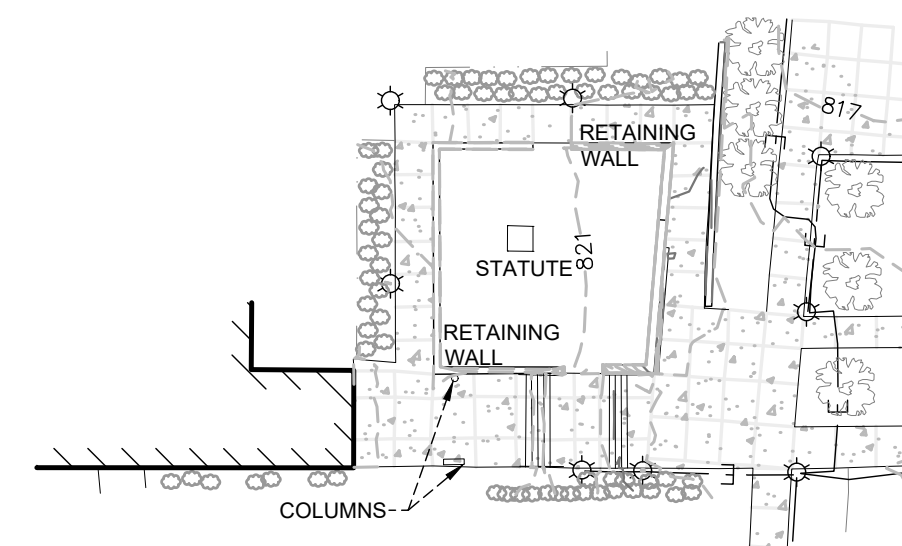 817
RETAINING
WALL
821
STATUTE
RETAINING
WALL
E
E
E
E
COLUMNS